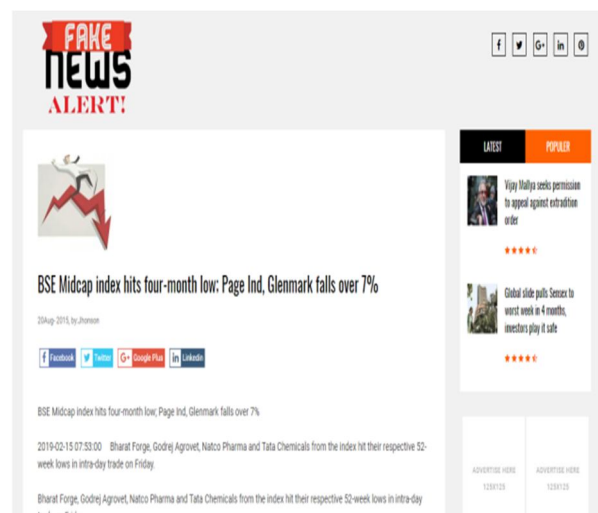 FAKE
NEWS
ALERT!
BSE Midcap index hits four-month low: Page Ind, Glenmark falls over 7%
20Aug- 2015, by:Jhonson
Facebook Twitter Google Plus Linkedin
BSE Midcap index hits four-month low; Page Ind, Glenmark falls over 7%
2019-02-15 07:53:00 Bharat Forge, Godrej Agrovet, Natco Pharma and Tata Chemicals from the index hit their respective 52-
week lows in intra-day trade on Friday.
Bharat Forge, Godrej Agrovet, Natco Pharma and Tata Chemicals from the index hit their respective 52-week lows in intra-day
LATEST POPULER
Vijay Mallya seeks permission
to appeal against extradition
order
Global slide pulls Sensex to
worst week in 4 months,
investors play it safe
ADVERTISE HERE
125X125
ADVERTISE HERE
125X125